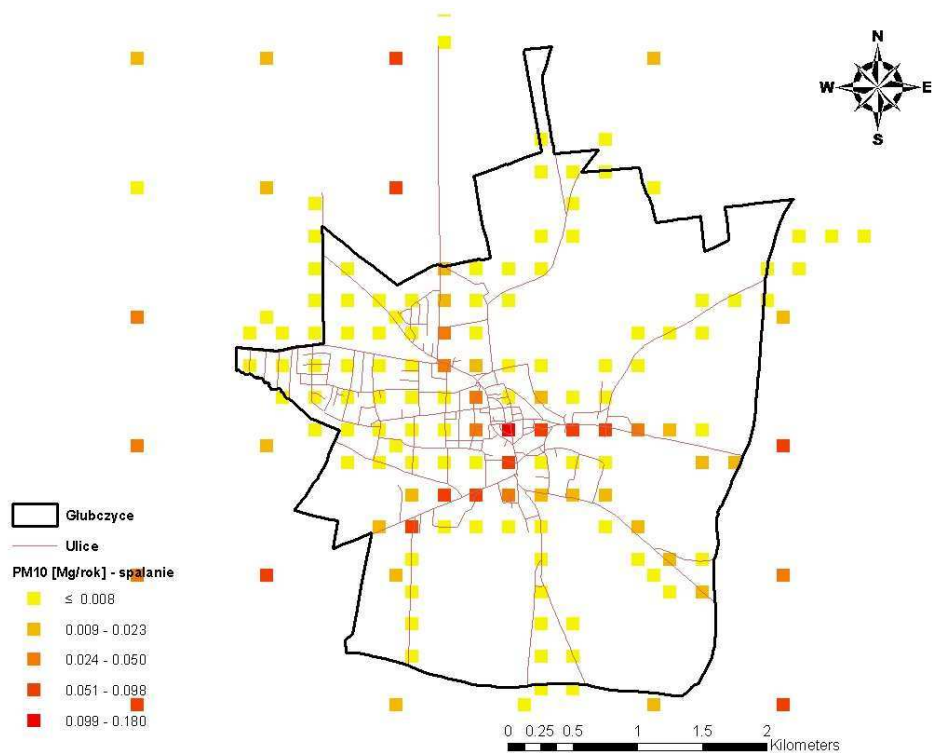 N
W E
S
Głubczyce
Ulice
PM10 [Mg/rok] - spalanie
≤ 0.008
0.009 - 0.023
0.024 - 0.050
0.051 - 0.098
0.099 - 0.180
0 0.25 0.5 1 1.5 2
Kilometers